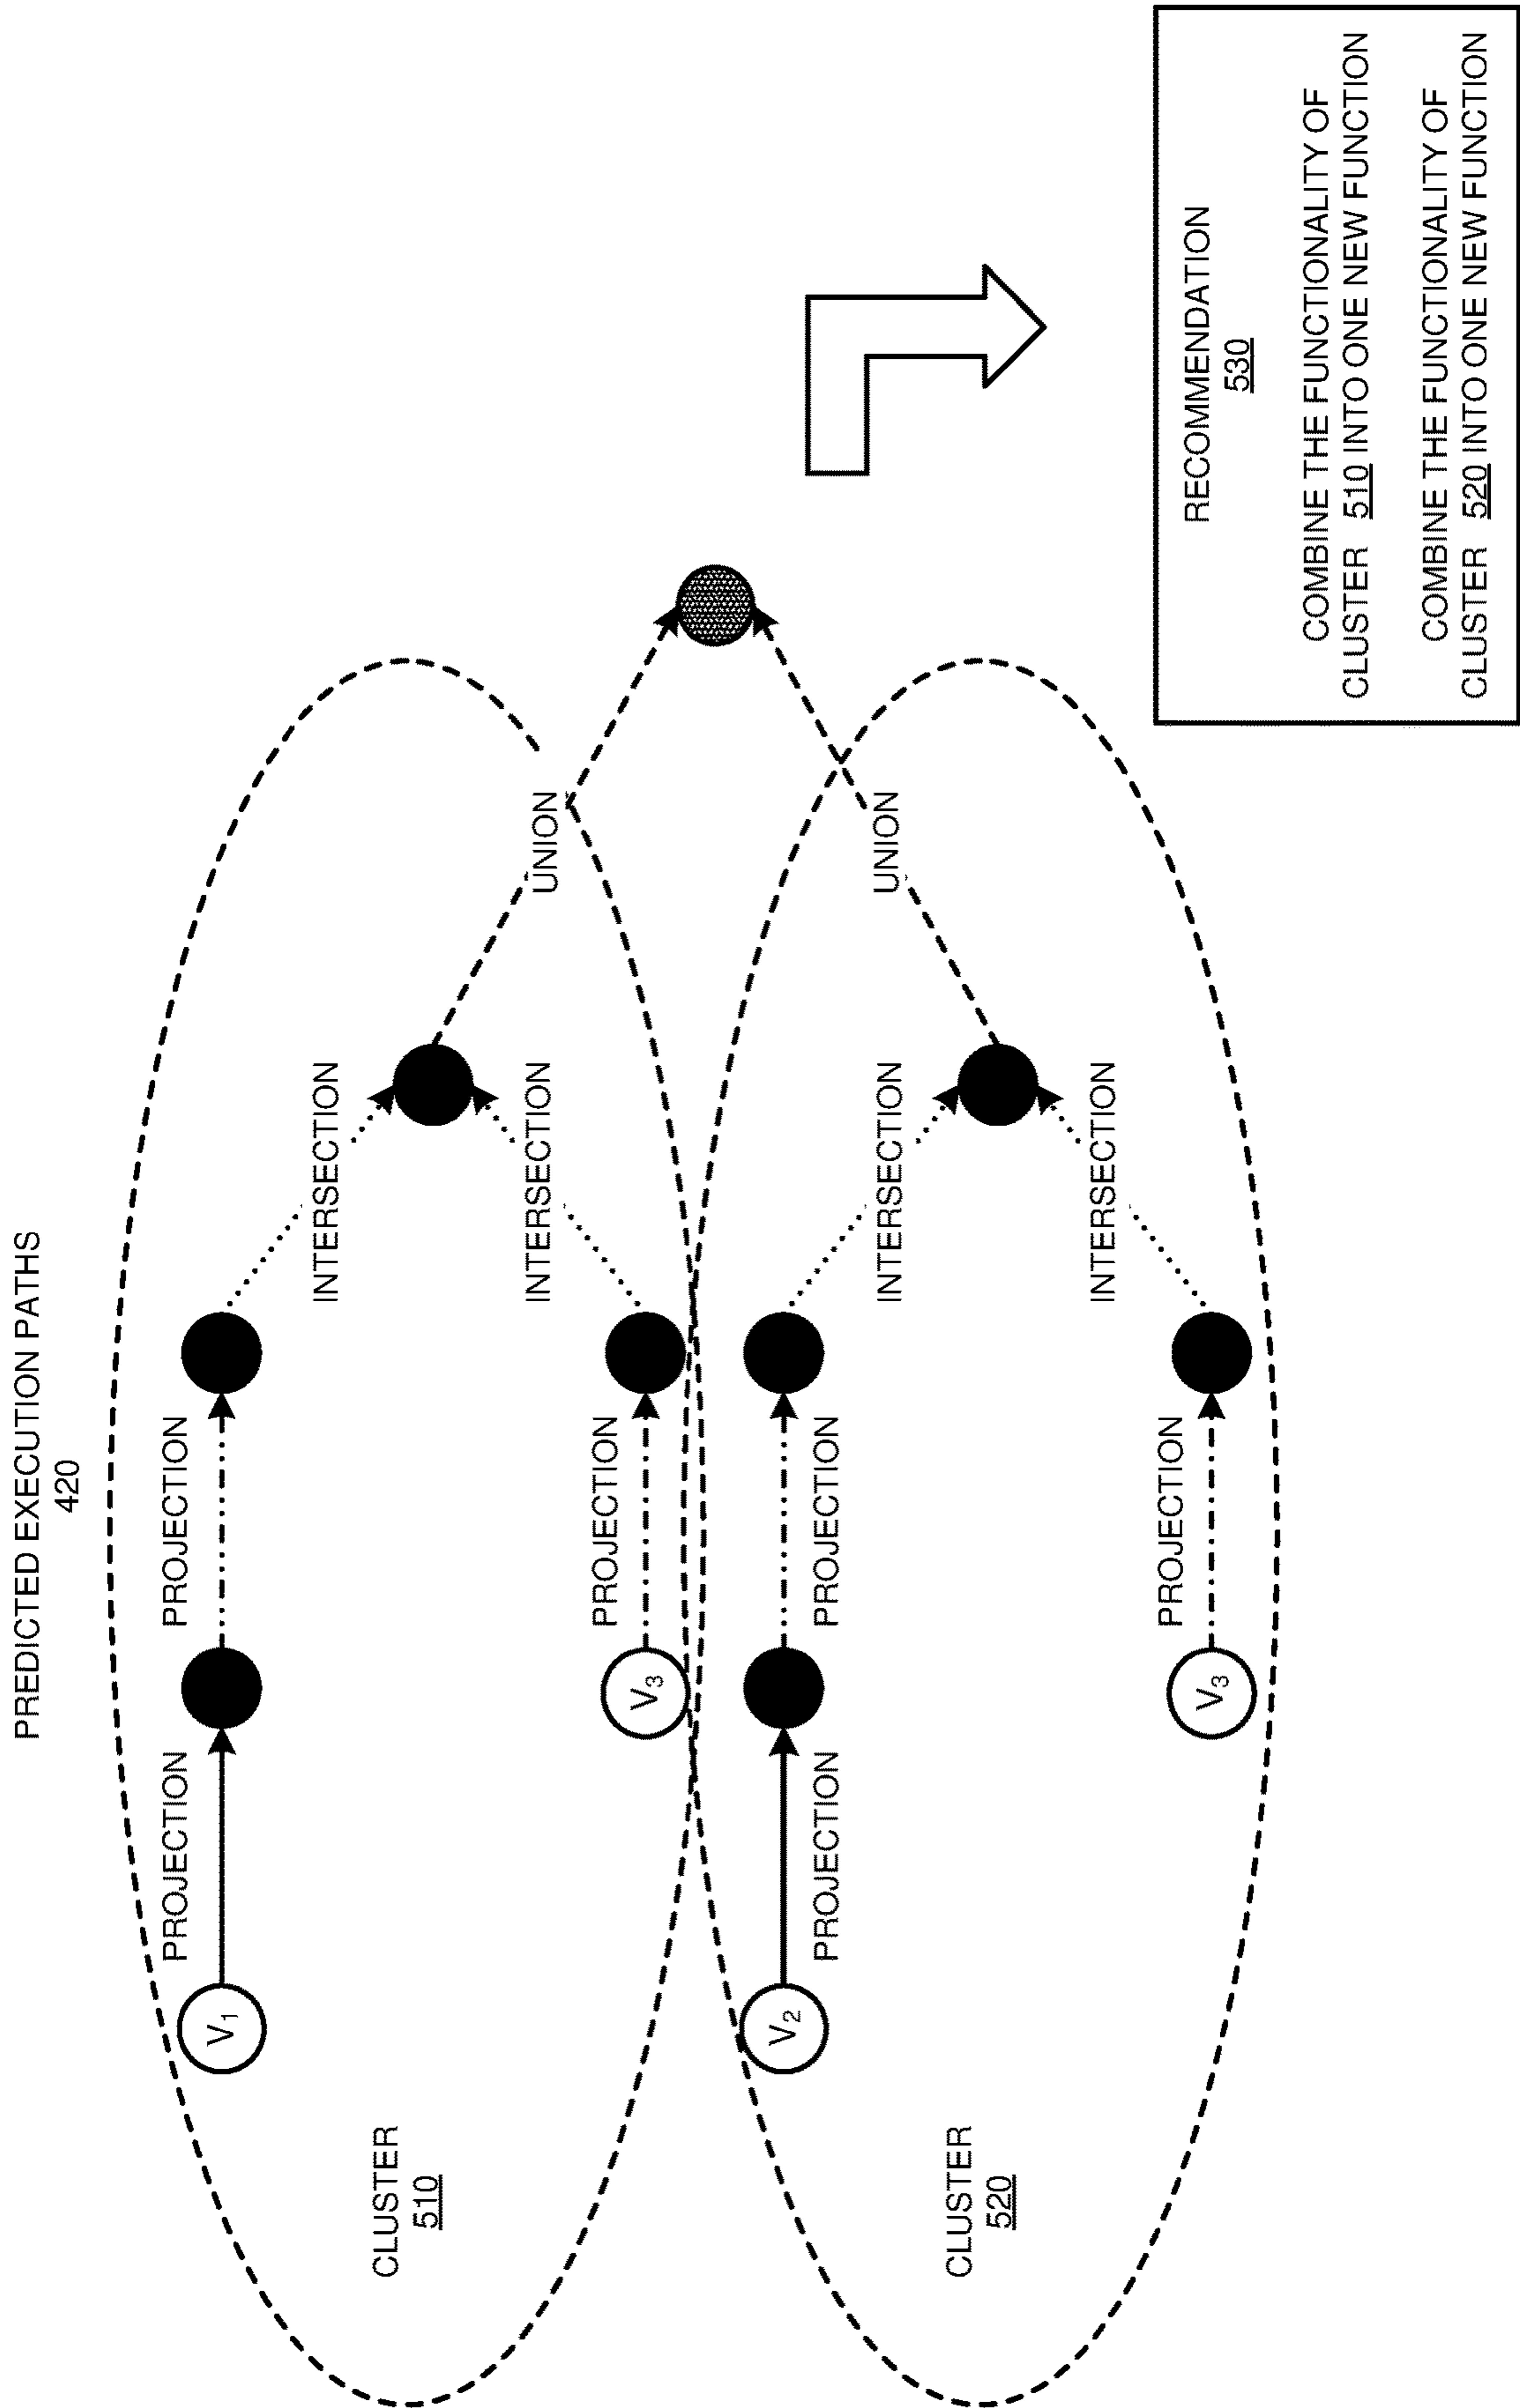 PREDICTED EXECUTION PATHS
420
PROJECTION
PROJECTION
V1
INTERSECTION
CLUSTER
510
INTERSECTION
UNION
PROJECTION
V3
PROJECTION
PROJECTION
V2
INTERSECTION
UNION
CLUSTER
520
INTERSECTION
PROJECTION
V3
RECOMMENDATION
530
COMBINE THE FUNCTIONALITY OF
CLUSTER 510 INTO ONE NEW FUNCTION
COMBINE THE FUNCTIONALITY OF
CLUSTER 520 INTO ONE NEW FUNCTION